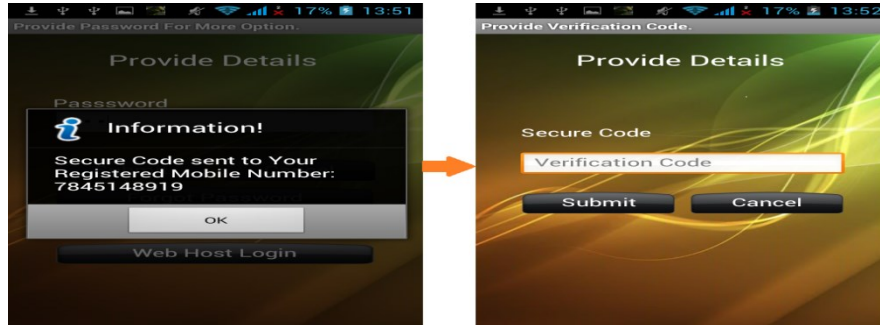 17% 13:51
Provide Password For More Option.
Provide Details
Passsword
Information!
Secure Code sent to Your
Registered Mobile Number:
7845148919
Forgot Password
OK
Web Host Login
17% 13:52
Provide Verification Code.
Provide Details
Secure Code
Verification Code
Submit Cancel